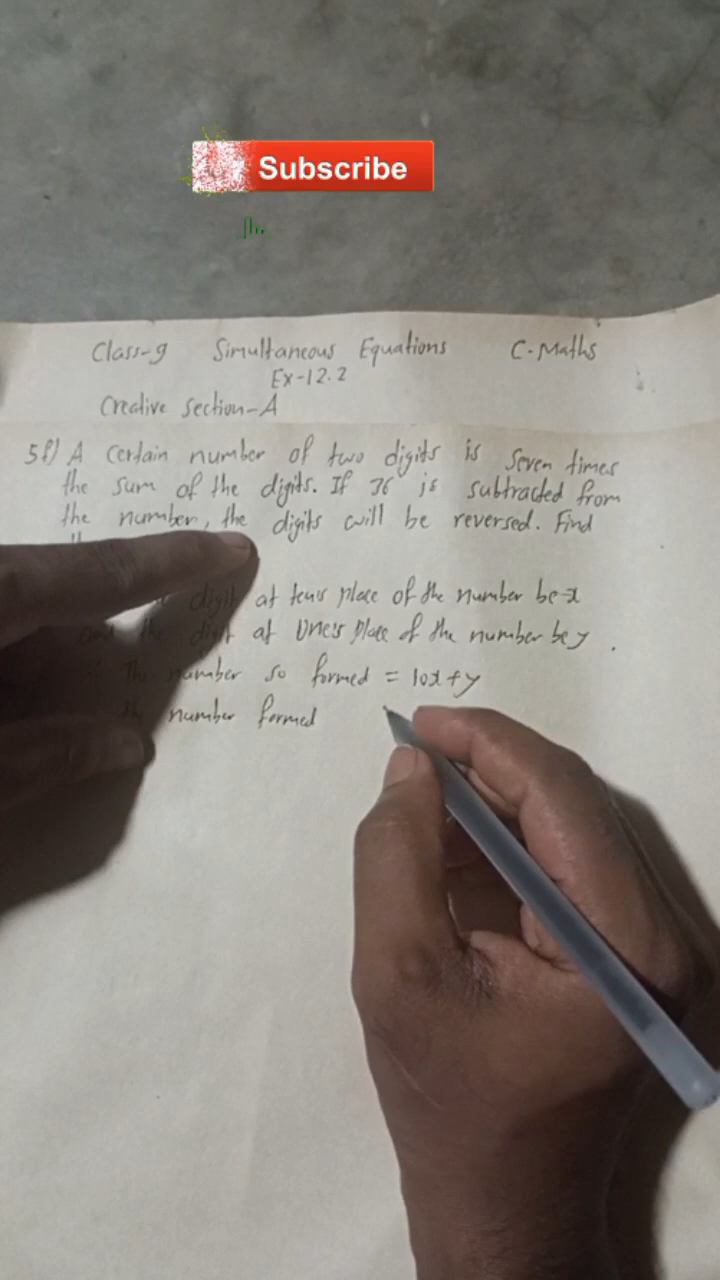 Subscribe
Class-9 Simultaneous Equations C. Maths
Ex-12.2
Creative section-A
5f) A certain number of two digits is seven times
the sum of the digits. If 36 is subtracted from
the number, the digits will be reversed. Find
digit at ten's place of the number be x
and the digit at one's place of the number be y.
The number so formed = 10x+y
number formed